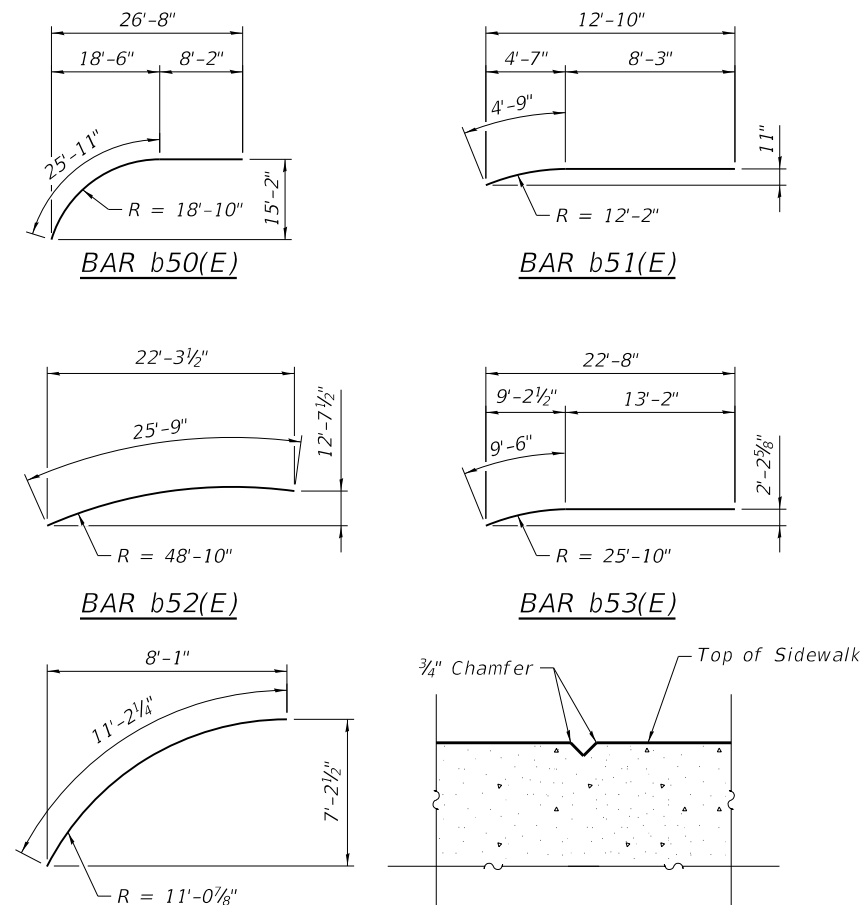 26'-8"
18'-6"
8'-2"
25'-11"
R = 18'-10"
15'-2"
BAR b50(E)
12'-10"
4'-7"
8'-3"
4'-9"
11"
R = 12'-2"
BAR b51(E)
22'-3½"
25'-9"
12'-7½"
R = 48'-10"
BAR b52(E)
22'-8"
9'-2½"
13'-2"
9'-6"
2'-2⅝"
R = 25'-10"
BAR b53(E)
8'-1"
11'-2¼"
7'-2½"
R = 11'-0⅞"
¾" Chamfer
Top of Sidewalk